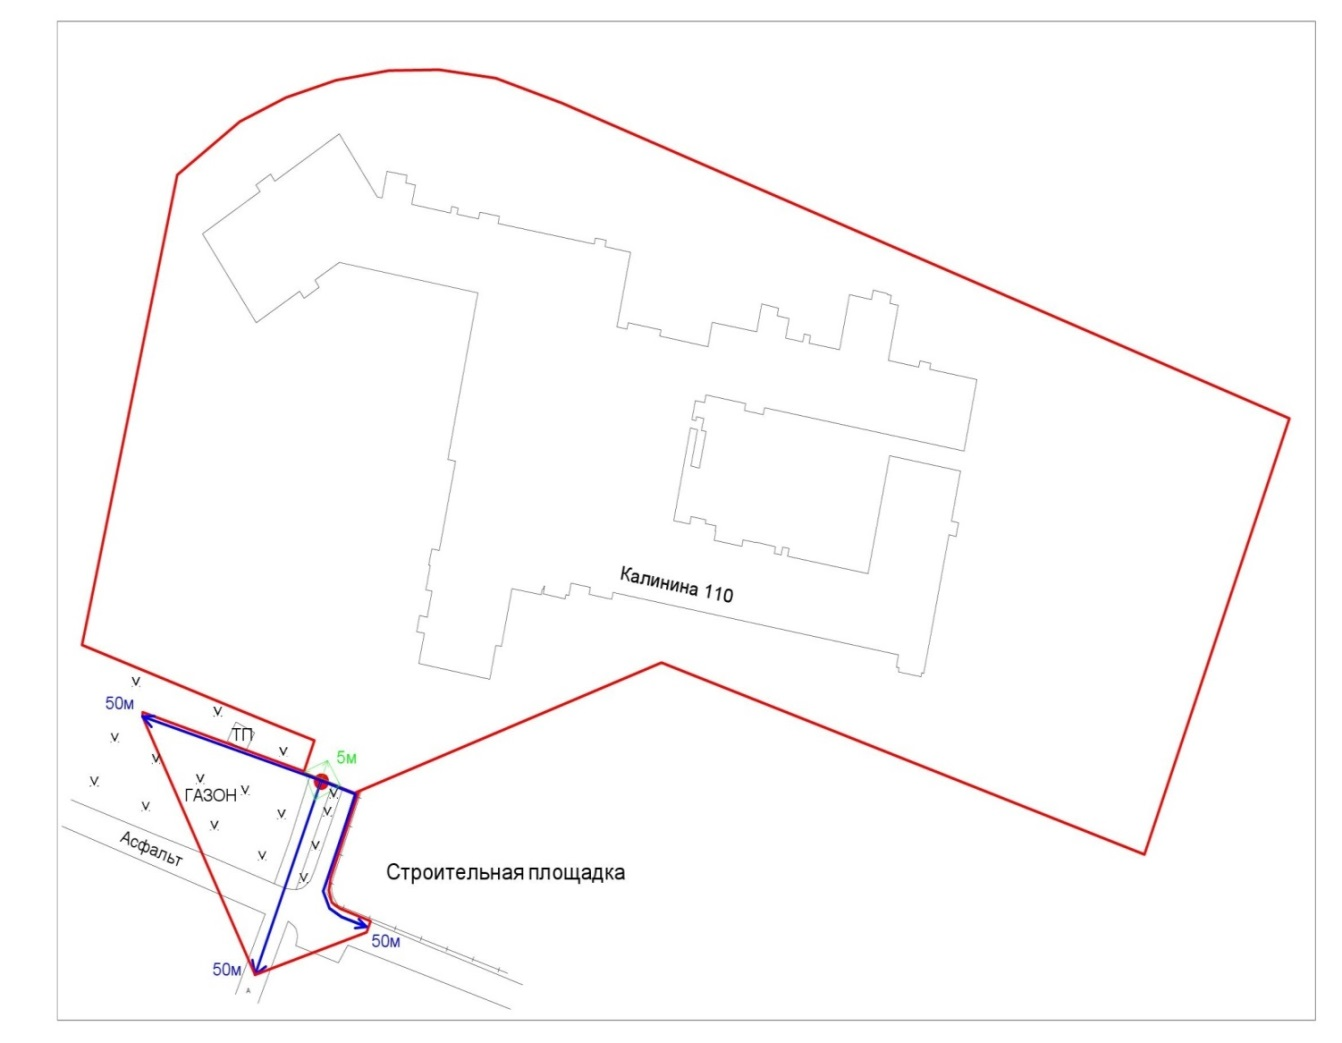 Калинина 110
50м
ТП
5м
ГАЗОН
Асфальт
Строительная площадка
50м
50м